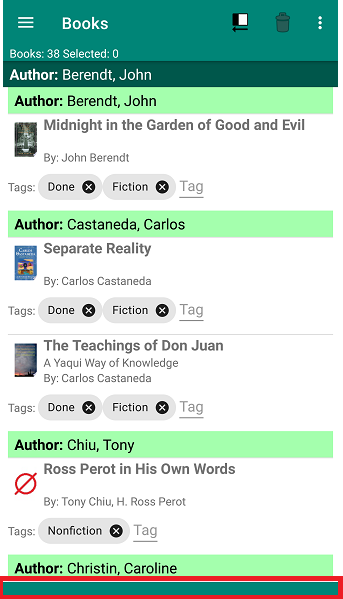 Books
Books: 38 Selected: 0
Author: Berendt, John
Author: Berendt, John
Midnight in the Garden of Good and Evil
By: John Berendt
Tags: Done Fiction Tag
Author: Castaneda, Carlos
Separate Reality
By: Carlos Castaneda
Tags: Done Fiction Tag
The Teachings of Don Juan
A Yaqui Way of Knowledge
By: Carlos Castaneda
Tags: Done Fiction Tag
Author: Chiu, Tony
Ross Perot in His Own Words
By: Tony Chiu, H. Ross Perot
Tags: Nonfiction Tag
Author: Christin, Caroline